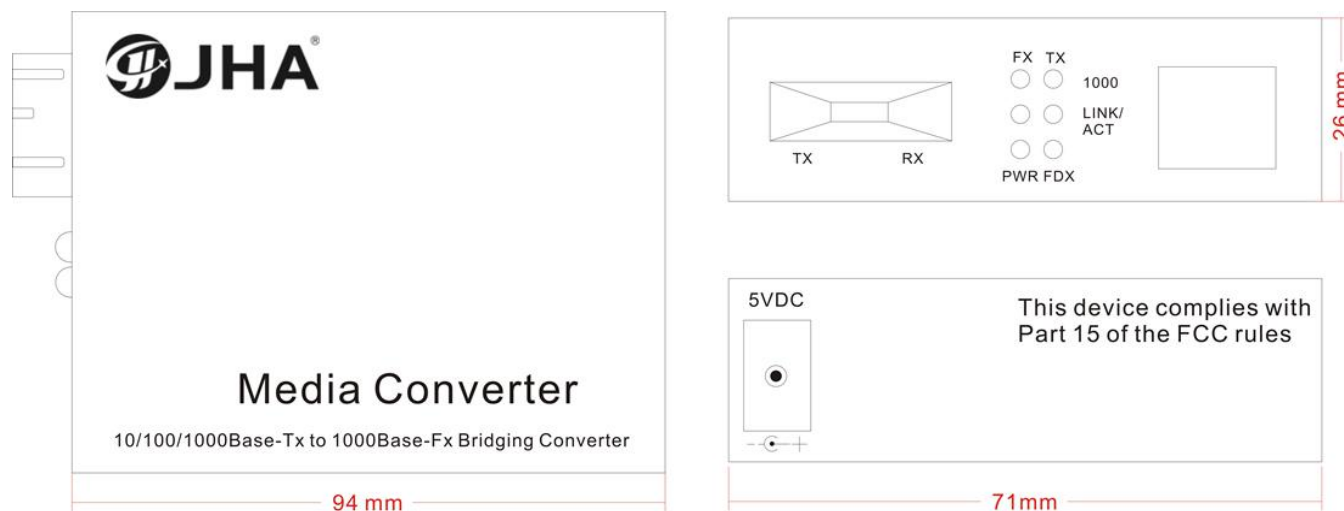 JHA®
Media Converter
10/100/1000Base-Tx to 1000Base-Fx Bridging Converter
94 mm
FX TX
1000
LINK/
ACT
TX RX
PWR FDX
26 mm
5VDC
This device complies with
Part 15 of the FCC rules
71mm